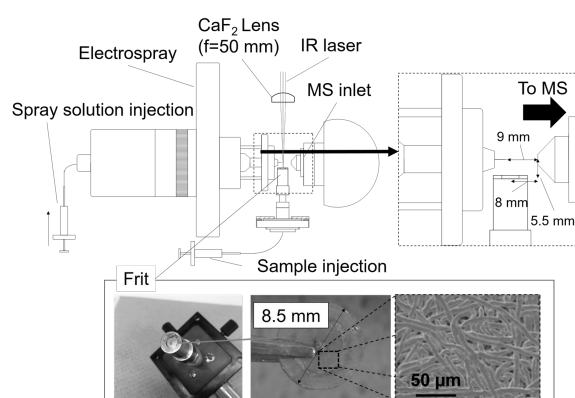 CaF₂ Lens
(f=50 mm)
IR laser
Electrospray
MS inlet
Spray solution injection
Sample injection
To MS
9 mm
8 mm
5.5 mm
Frit
8.5 mm
50 µm